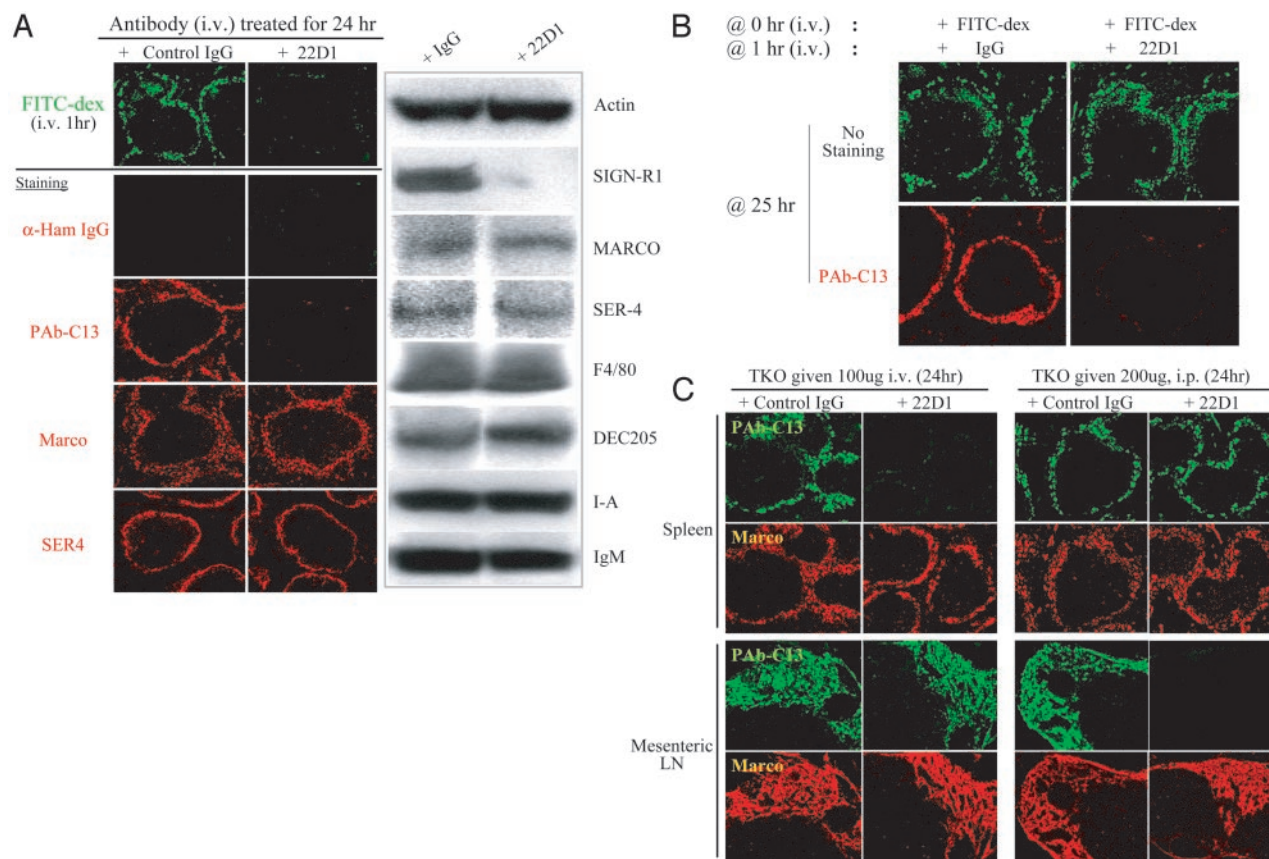 A
Antibody (i.v.) treated for 24 hr
+ Control IgG
+ 22D1
FITC-dex
(i.v. 1hr)
Staining
α-Ham IgG
PAb-C13
Marco
SER4
+ IgG
+ 22D1
Actin
SIGN-R1
MARCO
SER-4
F4/80
DEC205
I-A
IgM
B
@ 0 hr (i.v.) : + FITC-dex + FITC-dex
@ 1 hr (i.v.) : + IgG + 22D1
No
Staining
@ 25 hr
PAb-C13
C
TKO given 100ug i.v. (24hr)
TKO given 200ug, i.p. (24hr)
+ Control IgG
+ 22D1
+ Control IgG
+ 22D1
PAb-C13
Spleen
Marco
PAb-C13
Mesenteric
LN
Marco